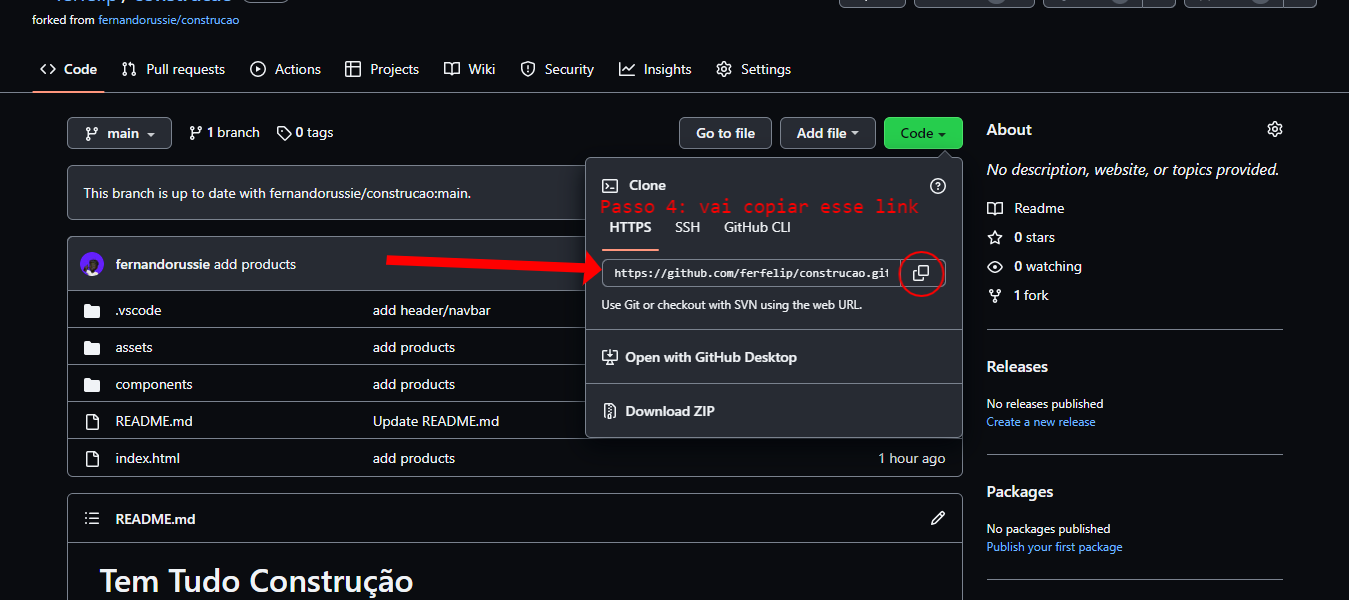 forked from fernandorussie/construcao
Code Pull requests Actions Projects Wiki Security Insights Settings
main 1 branch 0 tags Go to file Add file Code
This branch is up to date with fernandorussie/construcao:main.
Clone
Passo 4: vai copiar esse link
HTTPS SSH GitHub CLI
https://github.com/ferfelip/construcao.git
Use Git or checkout with SVN using the web URL.
Open with GitHub Desktop
Download ZIP
fernandorussie add products
.vscode add header/navbar
assets add products
components add products
README.md Update README.md
index.html add products 1 hour ago
README.md
Tem Tudo Construção
About
No description, website, or topics provided.
Readme
0 stars
0 watching
1 fork
Releases
No releases published
Create a new release
Packages
No packages published
Publish your first package